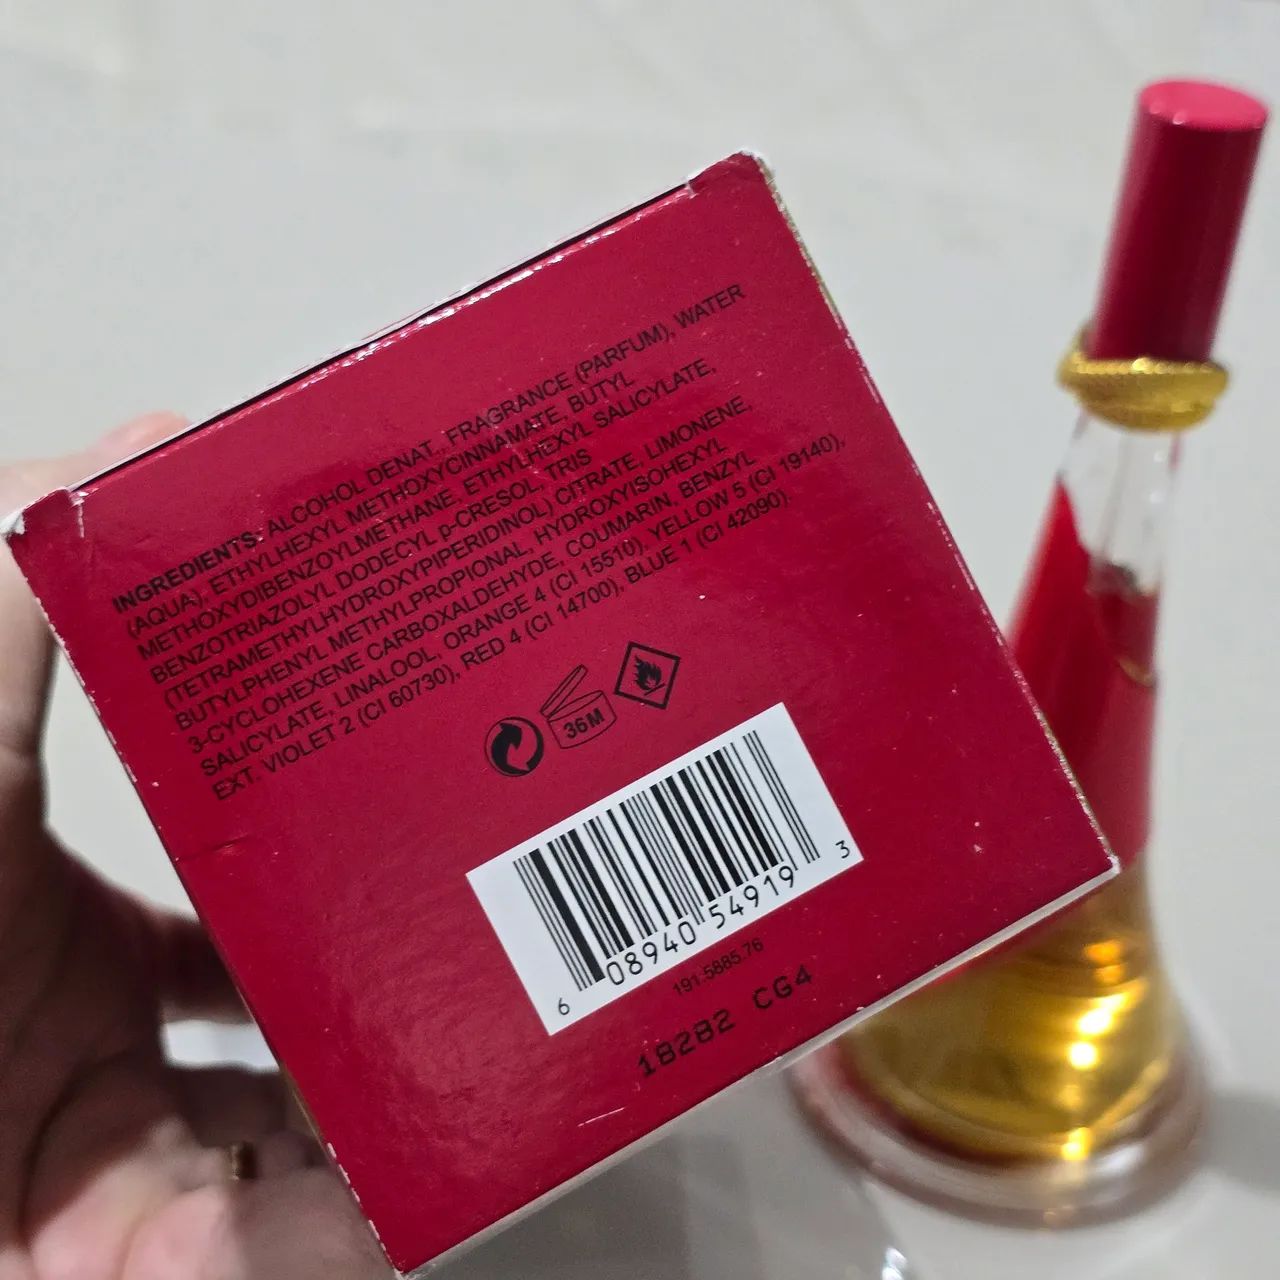 INGREDIENTS: ALCOHOL DENAT., FRAGRANCE (PARFUM), WATER
(AQUA), ETHYLHEXYL METHOXYCINNAMATE, BUTYL
METHOXYDIBENZOYLMETHANE, ETHYLHEXYL SALICYLATE,
BENZOTRIAZOLYL DODECYL p-CRESOL, TRIS
(TETRAMETHYLHYDROXYPIPERIDINOL) CITRATE, LIMONENE,
BUTYLPHENYL METHYLPROPIONAL, HYDROXYISOHEXYL
3-CYCLOHEXENE CARBOXALDEHYDE, COUMARIN, BENZYL
SALICYLATE, LINALOOL, ORANGE 4 (CI 15510), YELLOW 5 (CI 19140),
EXT. VIOLET 2 (CI 60730), RED 4 (CI 14700), BLUE 1 (CI 42090).
36M
6 08940 54919 3
191.5885.76
18282 CG4